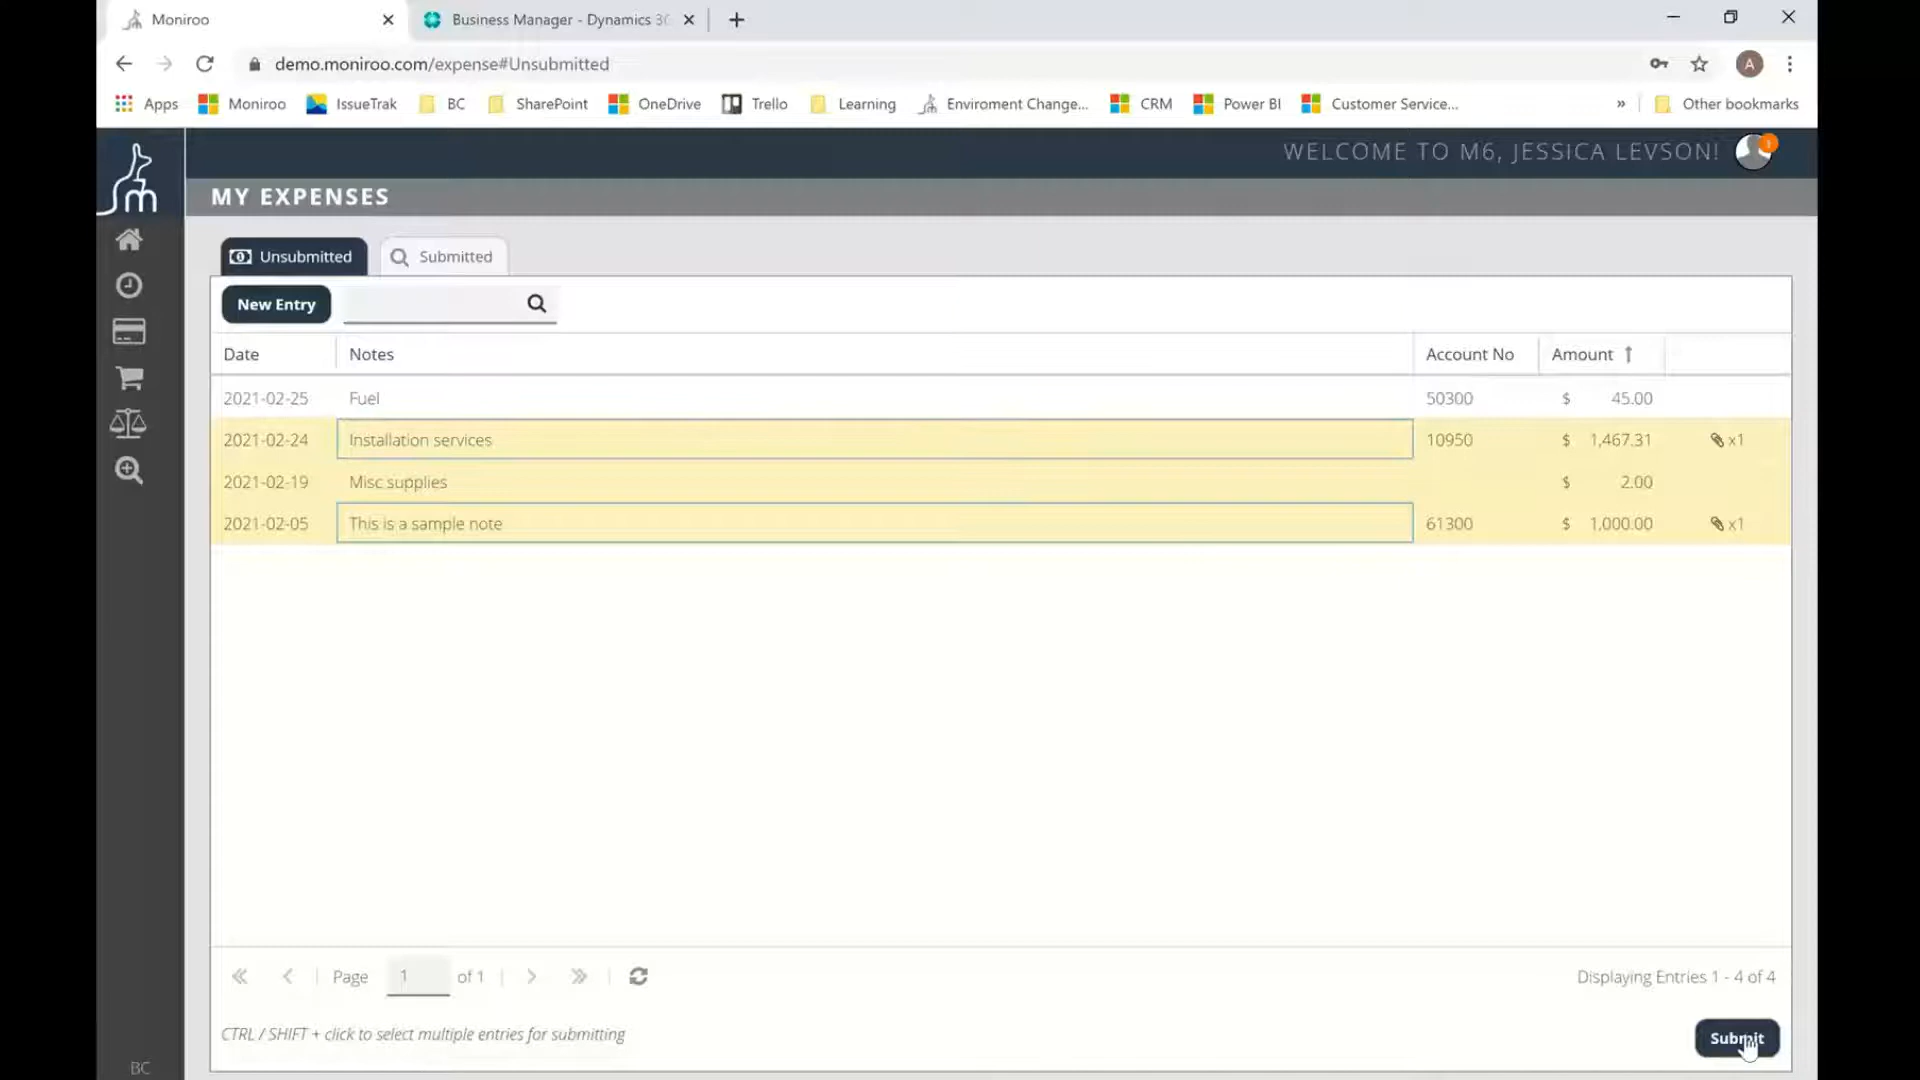 Moniroo
Business Manager - Dynamics 36
demo.moniroo.com/expense#Unsubmitted
A
Apps Moniroo IssueTrak BC SharePoint OneDrive Trello Learning Enviroment Change... CRM Power BI Customer Service... » Other bookmarks
WELCOME TO M6, JESSICA LEVSON!
m
MY EXPENSES
Unsubmitted Submitted
New Entry
Date Notes Account No Amount
2021-02-25 Fuel 50300 $ 45.00
2021-02-24 Installation services 10950 $ 1,467.31 x1
2021-02-19 Misc supplies $ 2.00
2021-02-05 This is a sample note 61300 $ 1,000.00 x1
Page 1 of 1 Displaying Entries 1 - 4 of 4
CTRL / SHIFT + click to select multiple entries for submitting
Submit
BC